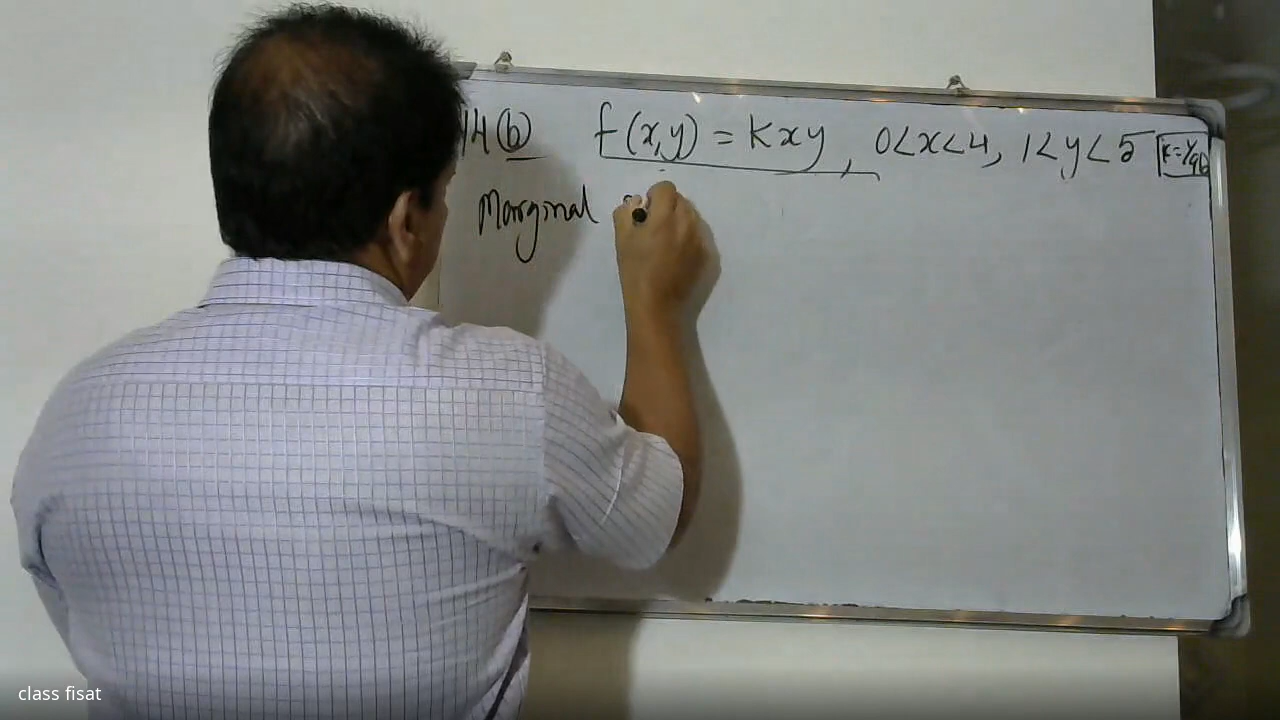 14(b) f(x,y) = kxy, 0<x<4, 1<y<5 k=1/96
Marginal
class fisat